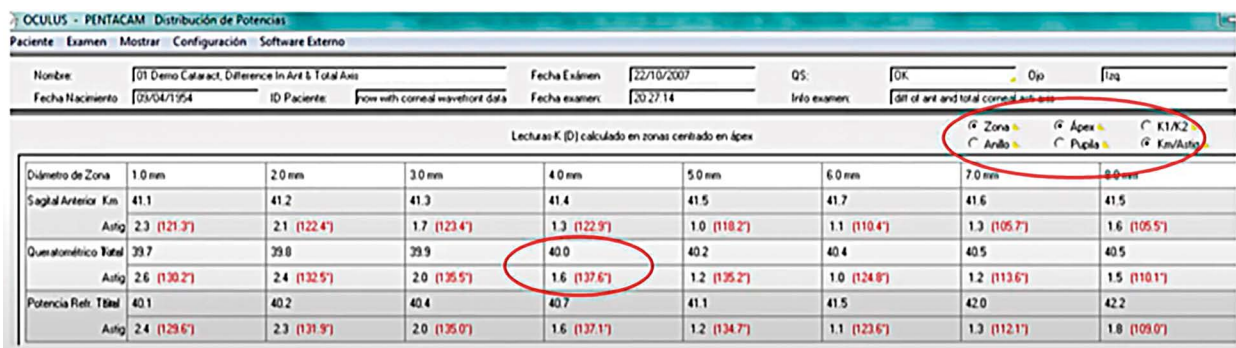 OCULUS - PENTACAM Distribución de Potencias
Paciente Examen Mostrar Configuración Software Externo
Nombre: 01 Demo Cataract, Difference In Ant & Total Axis Fecha Exámen 22/10/2007 QS: OK Ojo Izq
Fecha Nacimiento 09/04/1954 ID Paciente: now with corneal wavefront data Fecha examen: 20:27:14 Info examen: diff of ant and total corneal asti axis
Lecturas K (D) calculado en zonas centrado en ápex
Zona Ápex K1/K2
Anillo Pupila Km/Astig
Diámetro de Zona 1.0 mm 2.0 mm 3.0 mm 4.0 mm 5.0 mm 6.0 mm 7.0 mm 8.0 mm
Sagital Anterior Km 41.1 41.2 41.3 41.4 41.5 41.7 41.6 41.5
Astig 2.3 (121.3°) 2.1 (122.4°) 1.7 (123.4°) 1.3 (122.9°) 1.0 (118.2°) 1.1 (110.4°) 1.3 (105.7°) 1.6 (105.5°)
Queratométrico 39.7 39.8 39.9 40.0 40.2 40.4 40.5 40.5
Astig 2.6 (130.2°) 2.4 (132.5°) 2.0 (135.5°) 1.6 (137.6°) 1.2 (135.2°) 1.0 (124.8°) 1.2 (113.6°) 1.5 (110.1°)
Potencia Refr. 40.1 40.2 40.4 40.7 41.1 41.5 42.0 42.2
Astig 2.4 (129.6°) 2.3 (131.9°) 2.0 (135.0°) 1.6 (137.1°) 1.2 (134.7°) 1.1 (123.6°) 1.3 (112.1°) 1.8 (109.0°)